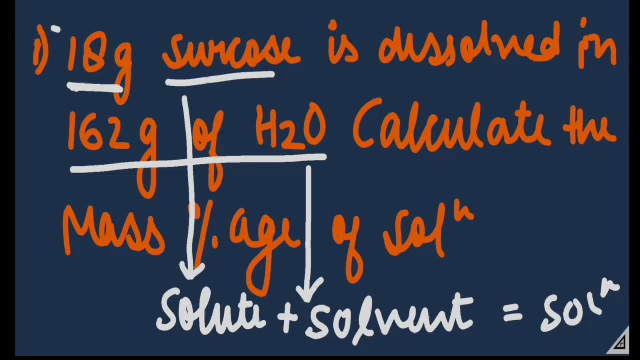 1) 18g surcose is dissolved in
162g of H2O Calculate the
Mass %age of solⁿ
Solute + Solvent = Solⁿ